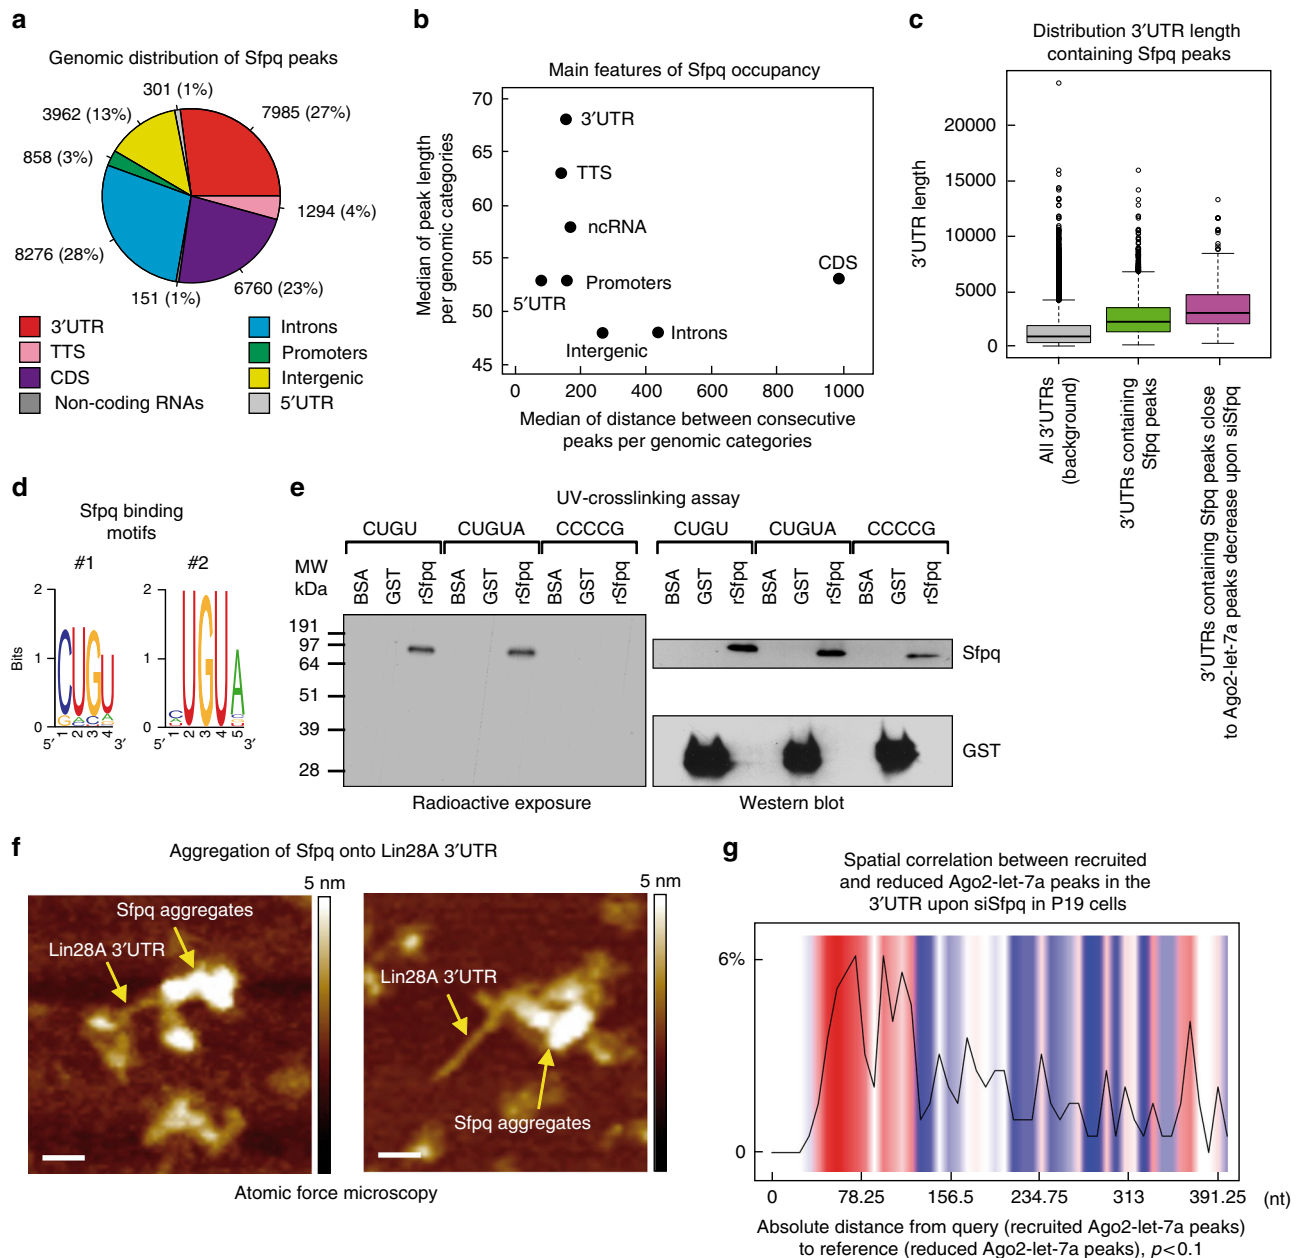 a
Genomic distribution of Sfpq peaks
301 (1%)
3962 (13%)
7985 (27%)
858 (3%)
1294 (4%)
8276 (28%)
6760 (23%)
151 (1%)
3′UTR
TTS
CDS
Non-coding RNAs
Introns
Promoters
Intergenic
5′UTR
b
Main features of Sfpq occupancy
Median of peak length
per genomic categories
70
65
60
55
50
45
3′UTR
TTS
ncRNA
Promoters
5′UTR
CDS
Introns
Intergenic
0
200
400
600
800
1000
Median of distance between consecutive
peaks per genomic categories
c
Distribution 3′UTR length
containing Sfpq peaks
3′UTR length
20000
15000
10000
5000
0
All 3′UTRs
(background)
3′UTRs containing
Sfpq peaks
3′UTRs containing Sfpq peaks close
to Ago2-let-7a peaks decrease upon siSfpq
d
Sfpq binding
motifs
#1
#2
Bits
2
1
0
5′
1
2
3
4
3′
2
1
0
5′
1
2
3
4
5
3′
e
UV-crosslinking assay
CUGU
CUGUA
CCCCG
CUGU
CUGUA
CCCCG
MW
kDa
BSA
GST
rSfpq
BSA
GST
rSfpq
BSA
GST
rSfpq
BSA
GST
rSfpq
BSA
GST
rSfpq
BSA
GST
rSfpq
191
97
64
51
39
28
Sfpq
GST
Radioactive exposure
Western blot
f
Aggregation of Sfpq onto Lin28A 3′UTR
5 nm
Sfpq aggregates
Lin28A 3′UTR
5 nm
Lin28A 3′UTR
Sfpq aggregates
Atomic force microscopy
g
Spatial correlation between recruited
and reduced Ago2-let-7a peaks in the
3′UTR upon siSfpq in P19 cells
6%
0
0
78.25
156.5
234.75
313
391.25
(nt)
Absolute distance from query (recruited Ago2-let-7a peaks)
to reference (reduced Ago2-let-7a peaks), p<0.1